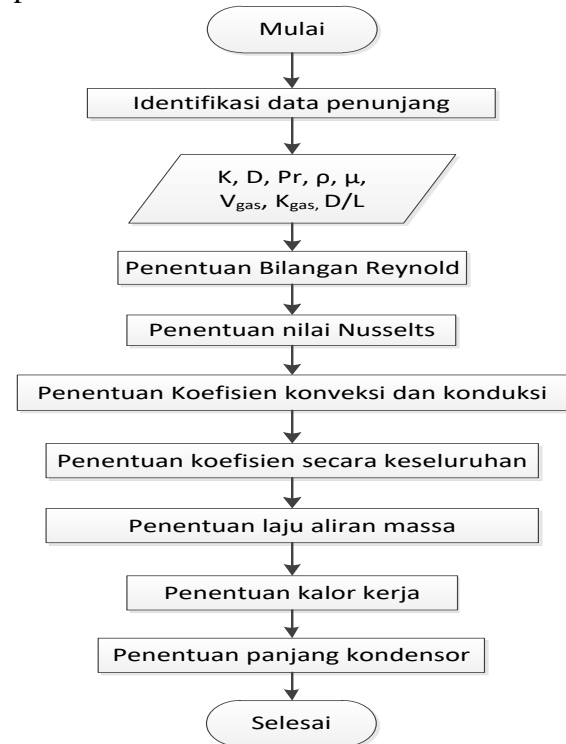 Mulai
Identifikasi data penunjang
K, D, Pr, ρ, μ,
Vgas, Kgas, D/L
Penentuan Bilangan Reynold
Penentuan nilai Nusselts
Penentuan Koefisien konveksi dan konduksi
Penentuan koefisien secara keseluruhan
Penentuan laju aliran massa
Penentuan kalor kerja
Penentuan panjang kondensor
Selesai